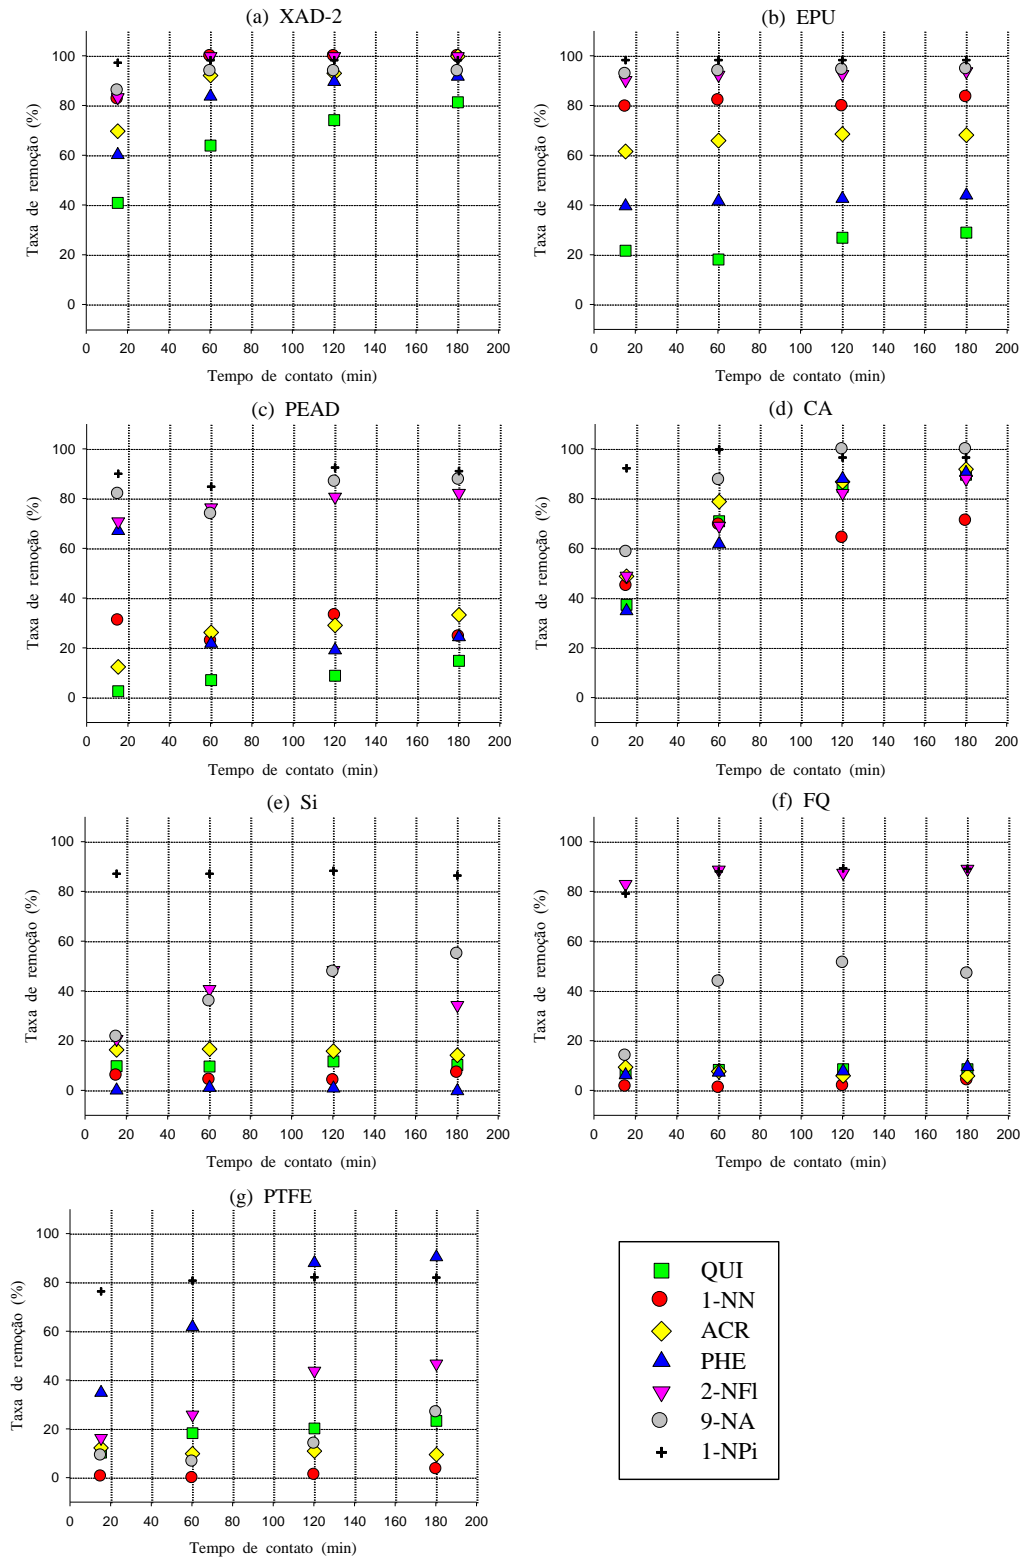 (a) XAD-2
Taxa de remoção (%)
100
80
60
40
20
0
0 20 40 60 80 100 120 140 160 180 200
Tempo de contato (min)
(b) EPU
Taxa de remoção (%)
100
80
60
40
20
0
0 20 40 60 80 100 120 140 160 180 200
Tempo de contato (min)
(c) PEAD
Taxa de remoção (%)
100
80
60
40
20
0
0 20 40 60 80 100 120 140 160 180 200
Tempo de contato (min)
(d) CA
Taxa de remoção (%)
100
80
60
40
20
0
0 20 40 60 80 100 120 140 160 180 200
Tempo de contato (min)
(e) Si
Taxa de remoção (%)
100
80
60
40
20
0
0 20 40 60 80 100 120 140 160 180 200
Tempo de contato (min)
(f) FQ
Taxa de remoção (%)
100
80
60
40
20
0
0 20 40 60 80 100 120 140 160 180 200
Tempo de contato (min)
(g) PTFE
Taxa de remoção (%)
100
80
60
40
20
0
0 20 40 60 80 100 120 140 160 180 200
Tempo de contato (min)
QUI
1-NN
ACR
PHE
2-NFl
9-NA
1-NPi